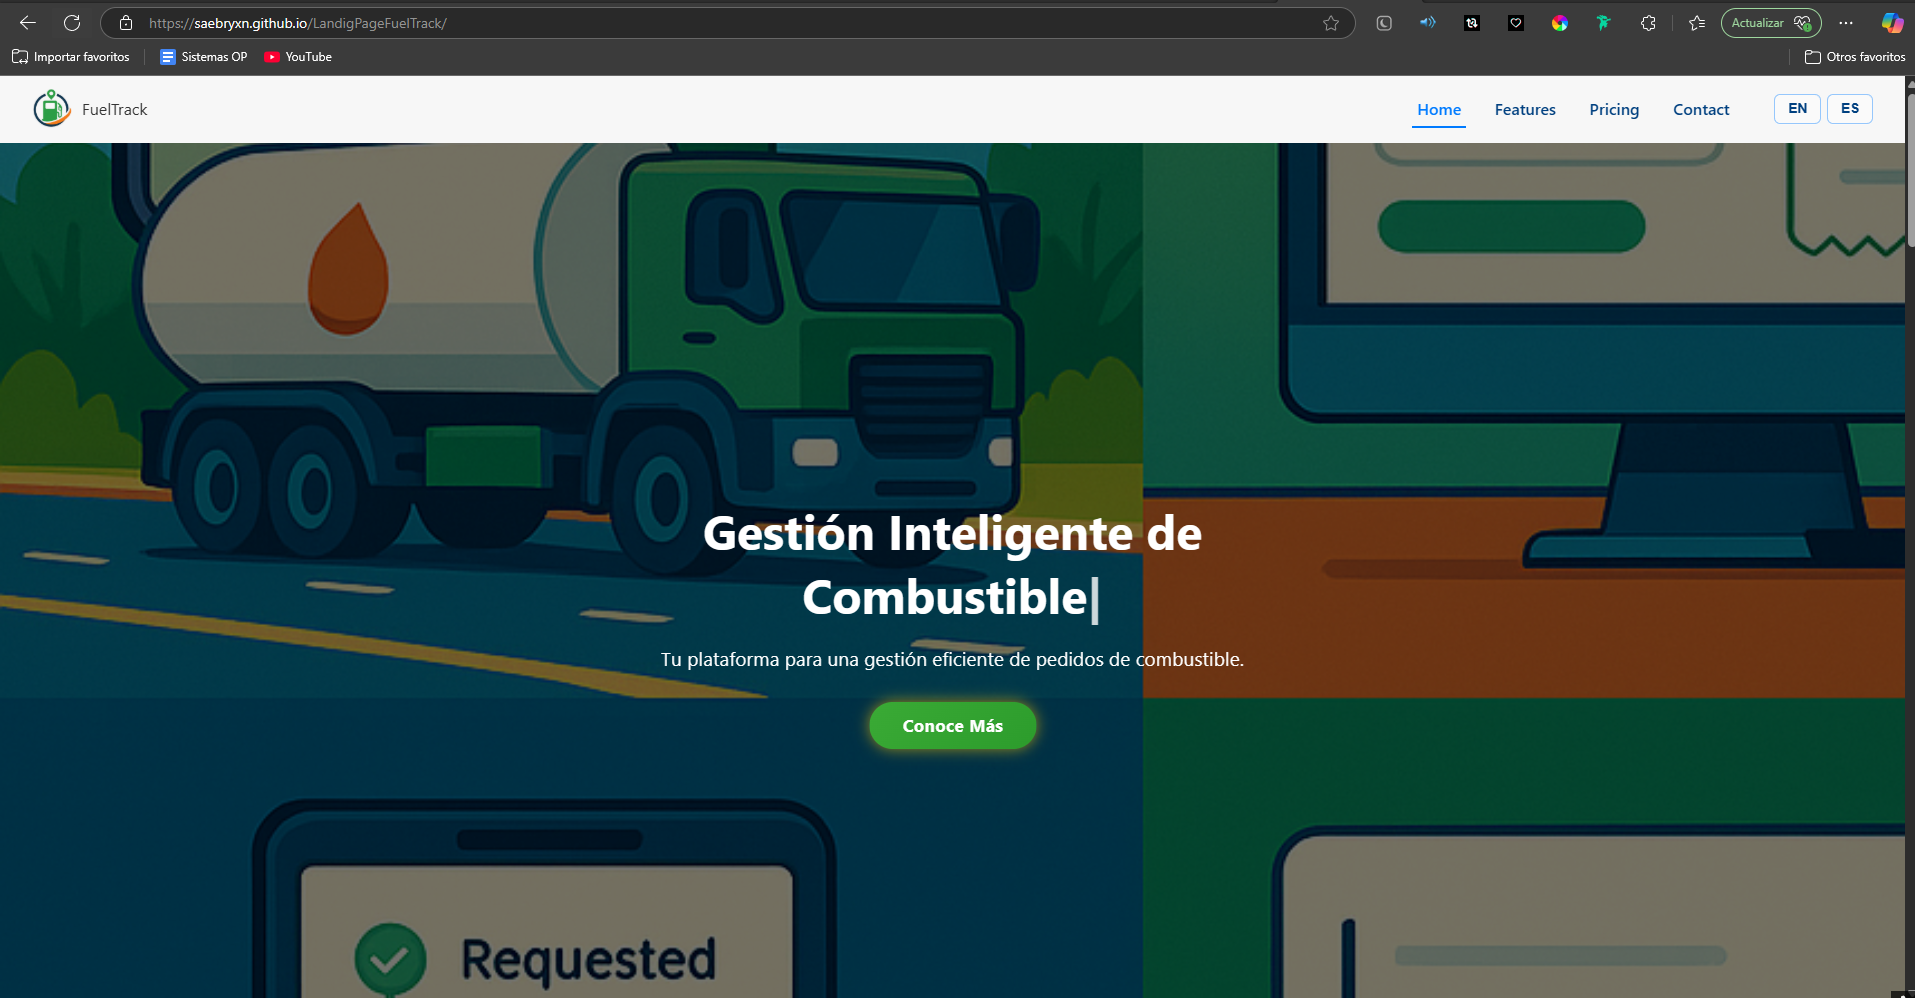 https://saebryxn.github.io/LandigPageFuelTrack/
Actualizar
Importar favoritos
Sistemas OP
YouTube
Otros favoritos
FuelTrack
Home
Features
Pricing
Contact
EN
ES
Gestión Inteligente de
Combustible|
Tu plataforma para una gestión eficiente de pedidos de combustible.
Conoce Más
Requested